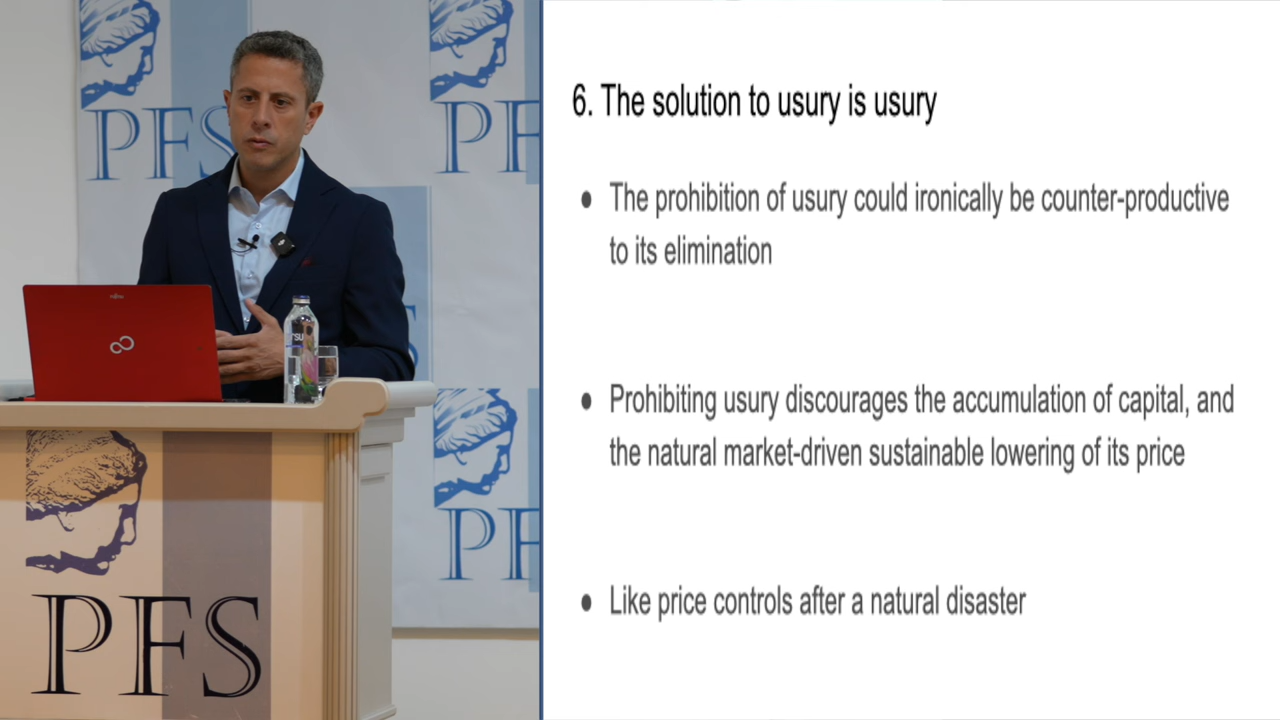 PFS
PF
PF
PFS
FUJITSU
6. The solution to usury is usury
● The prohibition of usury could ironically be counter-productive
to its elimination
● Prohibiting usury discourages the accumulation of capital, and
the natural market-driven sustainable lowering of its price
● Like price controls after a natural disaster